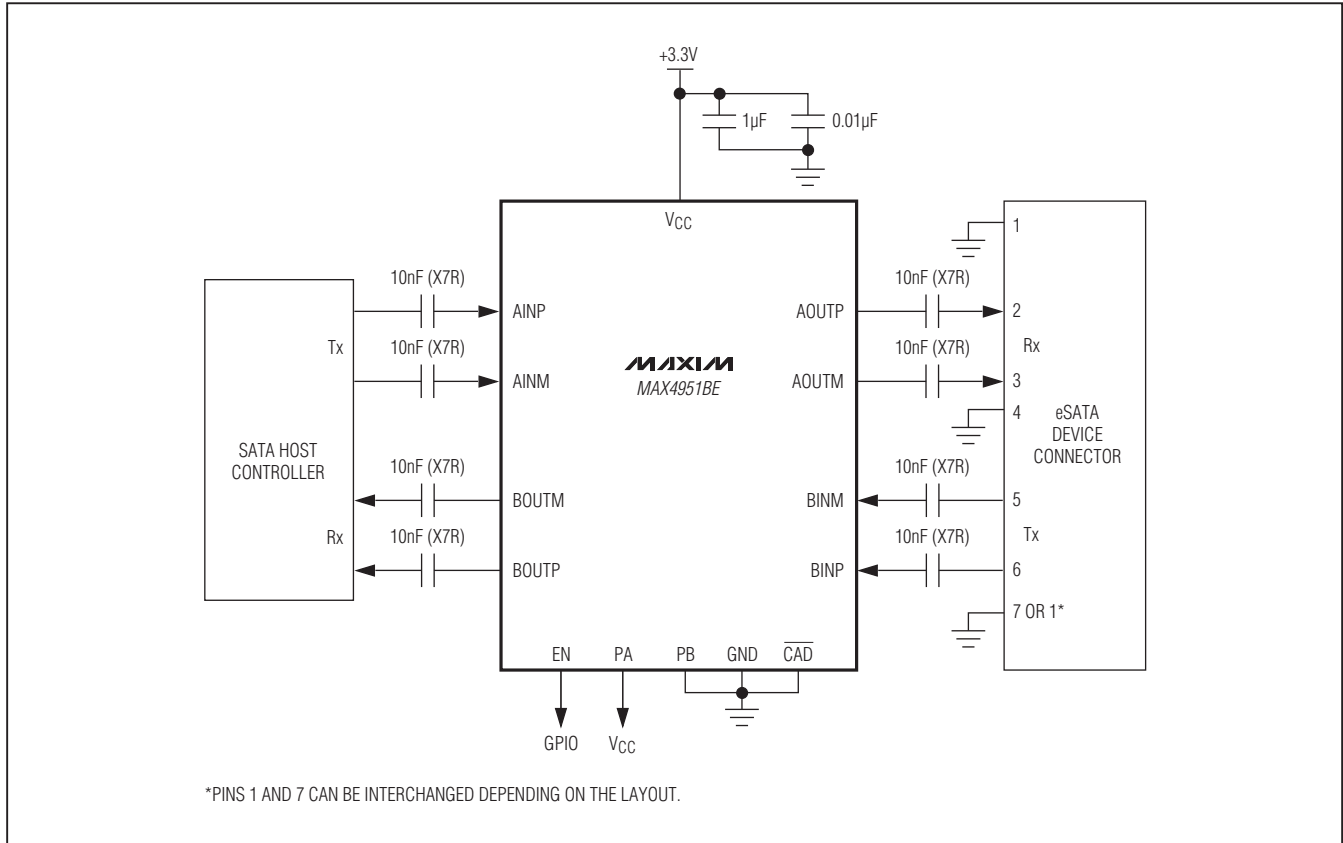 +3.3V
1µF
0.01µF
VCC
1
10nF (X7R)
10nF (X7R)
AINP
AOUTP
2
Tx
10nF (X7R)
MAXIM
MAX4951BE
10nF (X7R)
Rx
AINM
AOUTM
3
4
SATA HOST
CONTROLLER
eSATA
DEVICE
CONNECTOR
10nF (X7R)
10nF (X7R)
BOUTM
BINM
5
Rx
10nF (X7R)
10nF (X7R)
Tx
BOUTP
BINP
6
7 OR 1*
EN
PA
PB
GND
CAD
GPIO
VCC
*PINS 1 AND 7 CAN BE INTERCHANGED DEPENDING ON THE LAYOUT.